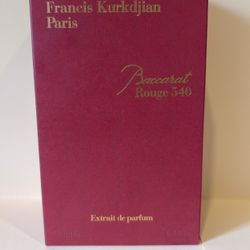 Francis Kurkdjian
Paris
Baccarat
Rouge 540
Extrait de parfum